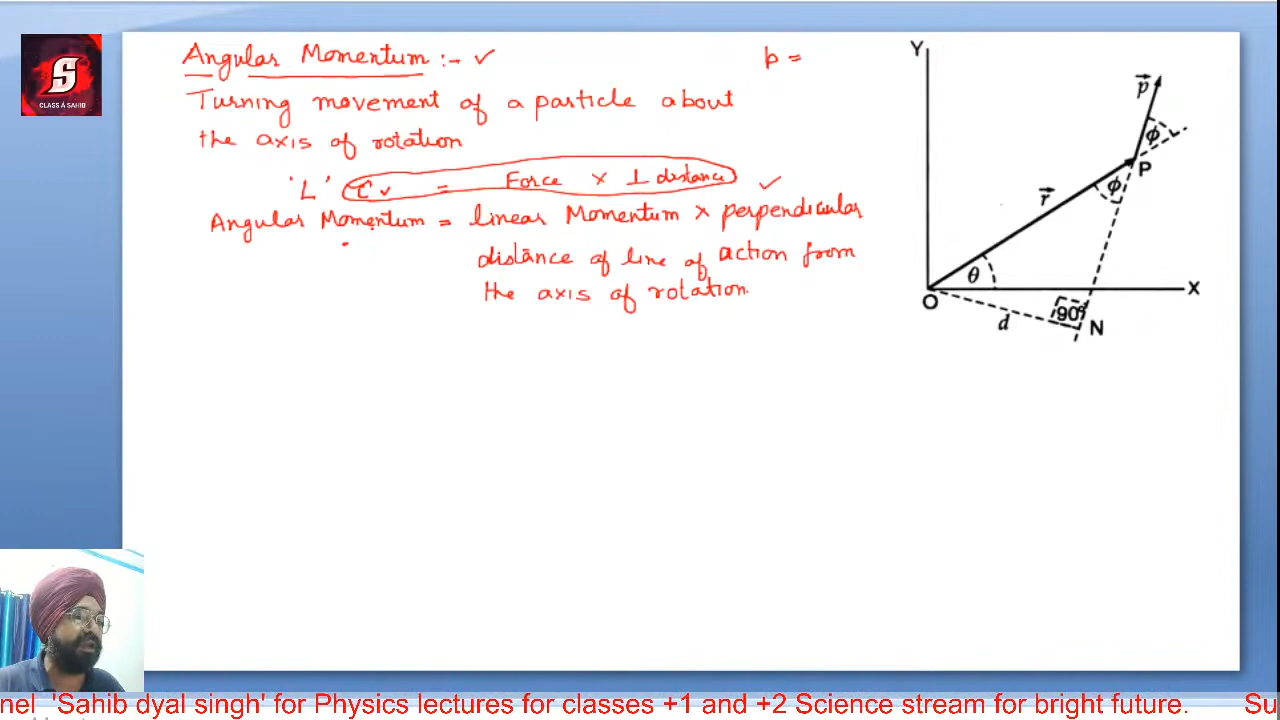 Angular Momentum :- ✓
p =
Turning movement of a particle about
the axis of rotation
'L' τ ✓ = Force × ⊥ distance ✓
Angular Momentum = linear Momentum × perpendicular
distance of line of action from
the axis of rotation
Y
p⃗
ϕ
P
ϕ
r⃗
θ
X
O
90°
d
N
S
CLASS À SAHIB
nel 'Sahib dyal singh' for Physics lectures for classes +1 and +2 Science stream for bright future. Su